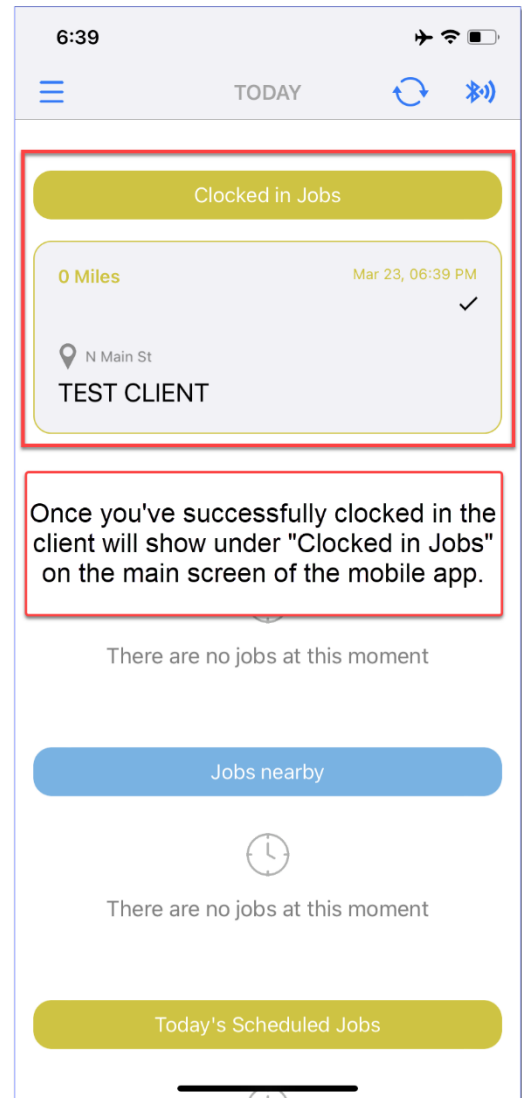 6:39
TODAY
Clocked in Jobs
0 Miles
Mar 23, 06:39 PM
N Main St
TEST CLIENT
Once you've successfully clocked in the
client will show under "Clocked in Jobs"
on the main screen of the mobile app.
There are no jobs at this moment
Jobs nearby
There are no jobs at this moment
Today's Scheduled Jobs